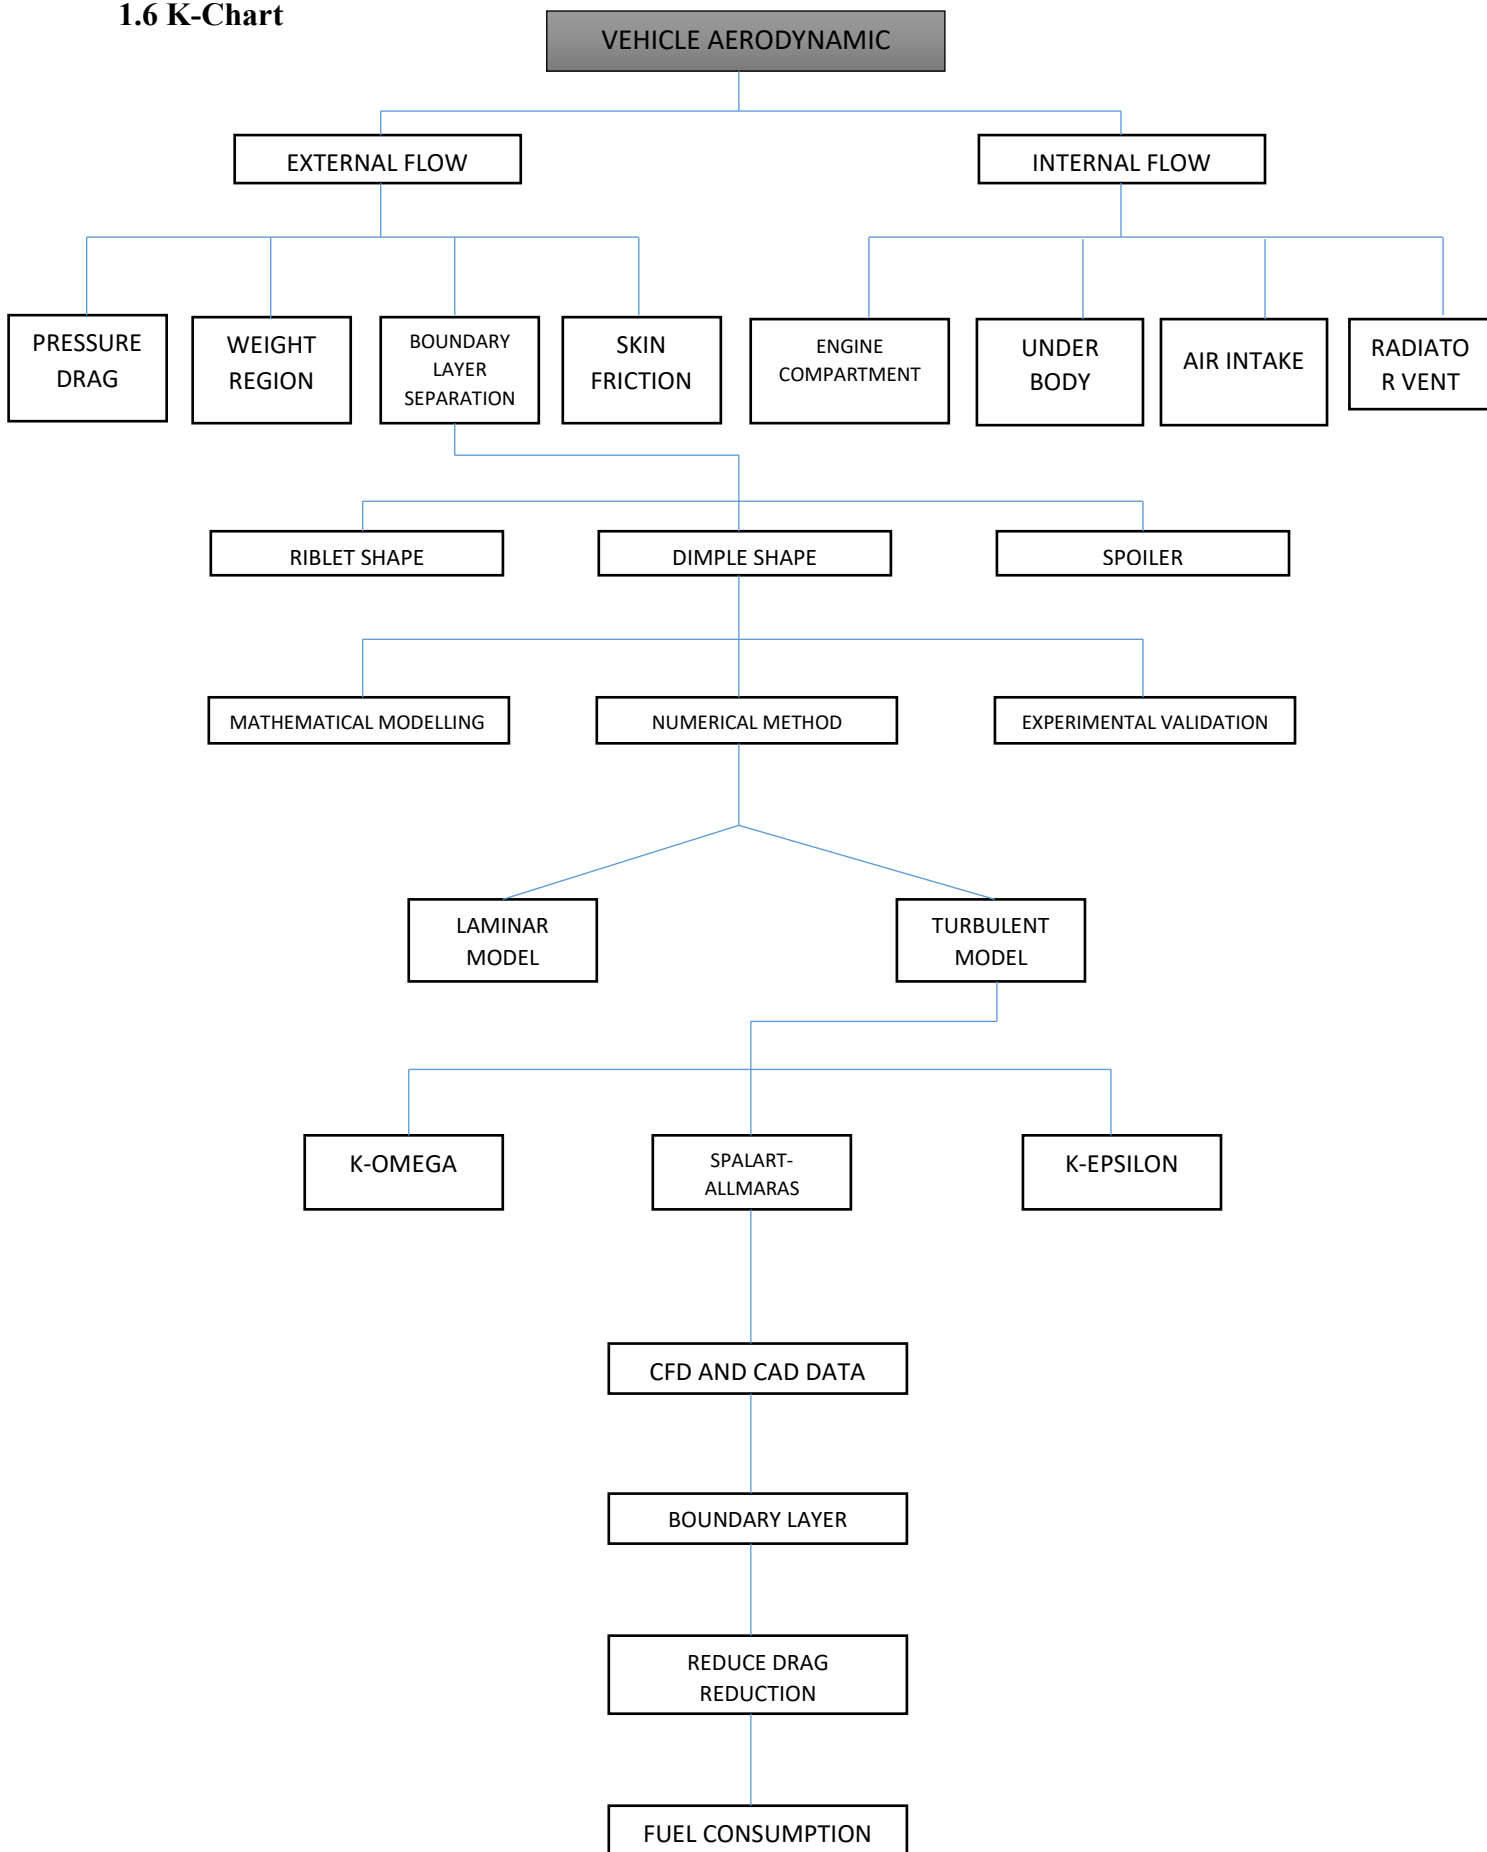 1.6 K-Chart
VEHICLE AERODYNAMIC
EXTERNAL FLOW
INTERNAL FLOW
PRESSURE
DRAG
WEIGHT
REGION
BOUNDARY
LAYER
SEPARATION
SKIN
FRICTION
ENGINE
COMPARTMENT
UNDER
BODY
AIR INTAKE
RADIATO
R VENT
RIBLET SHAPE
DIMPLE SHAPE
SPOILER
MATHEMATICAL MODELLING
NUMERICAL METHOD
EXPERIMENTAL VALIDATION
LAMINAR
MODEL
TURBULENT
MODEL
K-OMEGA
SPALART-
ALLMARAS
K-EPSILON
CFD AND CAD DATA
BOUNDARY LAYER
REDUCE DRAG
REDUCTION
FUEL CONSUMPTION